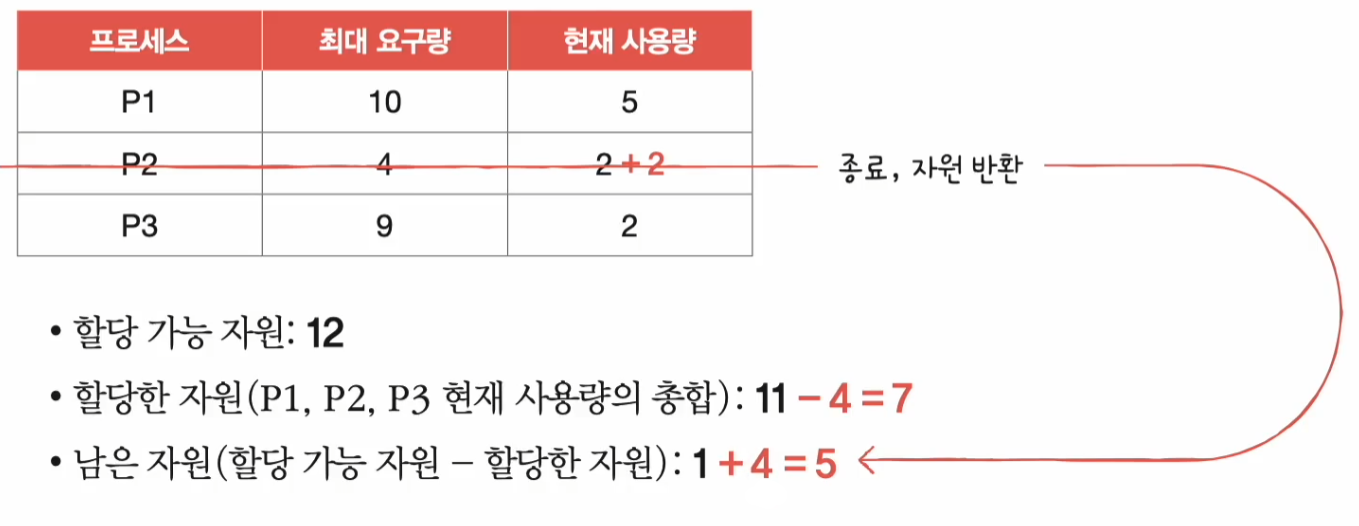 프로세스 최대 요구량 현재 사용량
P1 10 5
P2 4 2 + 2 종료, 자원 반환
P3 9 2
• 할당 가능 자원: 12
• 할당한 자원(P1, P2, P3 현재 사용량의 총합): 11 − 4 = 7
• 남은 자원(할당 가능 자원 – 할당한 자원): 1 + 4 = 5